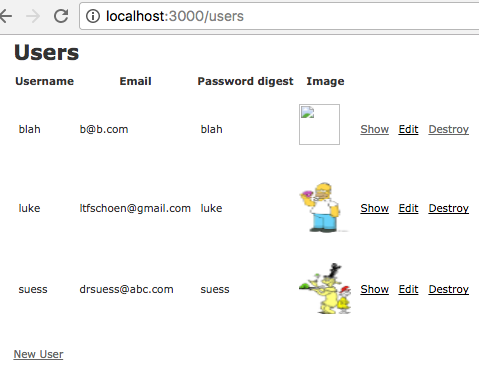 localhost:3000/users
Users
Username Email Password digest Image
blah b@b.com blah Show Edit Destroy
luke ltfschoen@gmail.com luke Show Edit Destroy
suess drsuess@abc.com suess Show Edit Destroy
New User